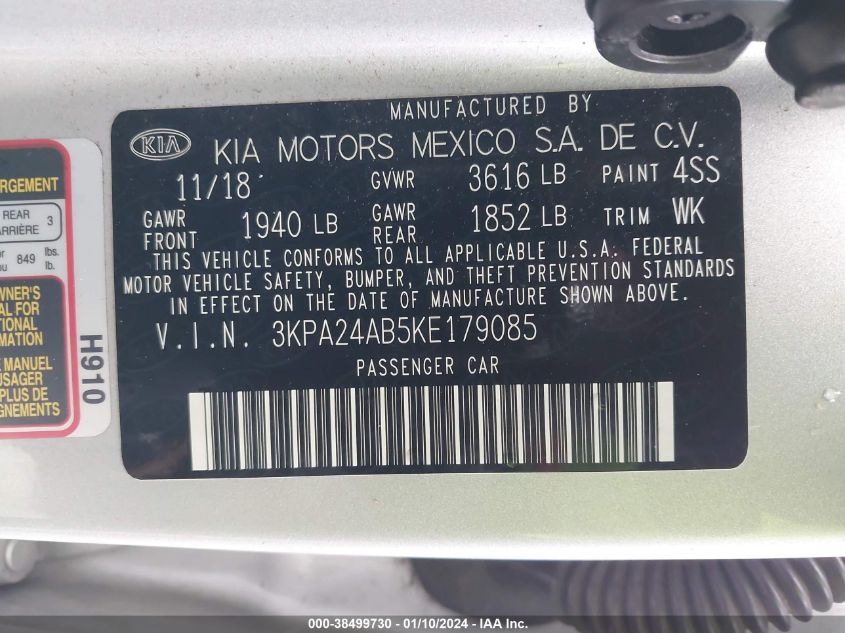 MANUFACTURED BY
KIA KIA MOTORS MEXICO S.A. DE C.V.
11/18 GVWR 3616 LB PAINT 4SS
GAWR FRONT 1940 LB GAWR REAR 1852 LB TRIM WK
THIS VEHICLE CONFORMS TO ALL APPLICABLE U.S.A. FEDERAL
MOTOR VEHICLE SAFETY, BUMPER, AND THEFT PREVENTION STANDARDS
IN EFFECT ON THE DATE OF MANUFACTURE SHOWN ABOVE.
V.I.N. 3KPA24AB5KE179085
PASSENGER CAR
RGEMENT
REAR 3
ARRIÈRE
849 lbs.
lb.
WNER'S
AL FOR
TIONAL
MATION
MANUEL
USAGER
PLUS DE
GNEMENTS
H910
000-38499730 - 01/10/2024 - IAA Inc.